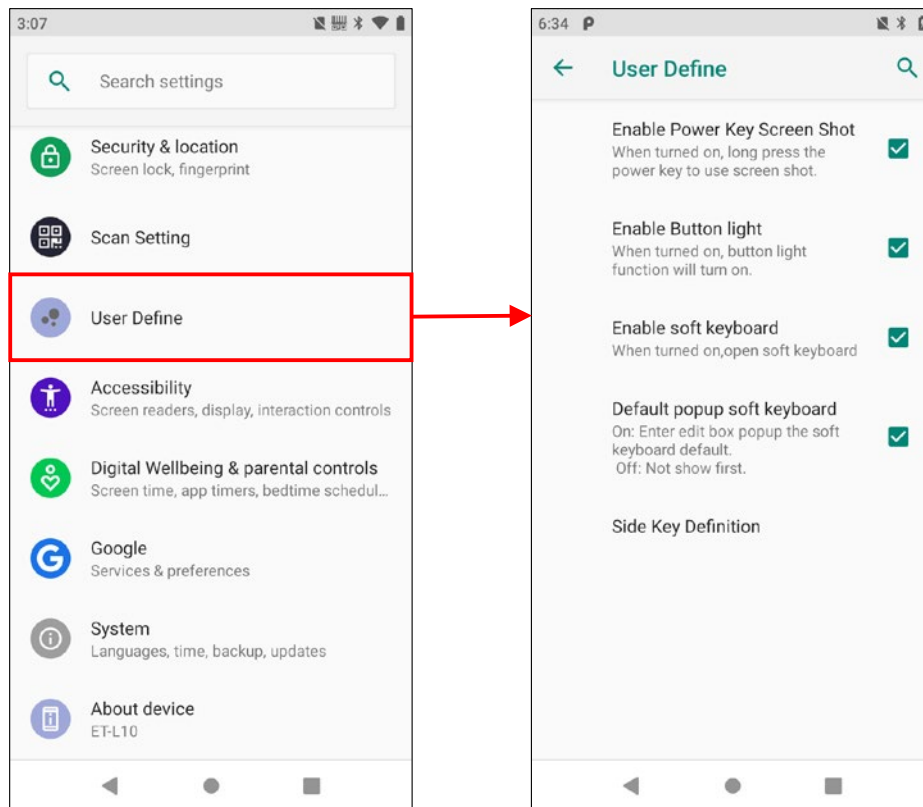 3:07
Search settings
Security & location
Screen lock, fingerprint
Scan Setting
User Define
Accessibility
Screen readers, display, interaction controls
Digital Wellbeing & parental controls
Screen time, app timers, bedtime schedul...
Google
Services & preferences
System
Languages, time, backup, updates
About device
ET-L10
6:34
User Define
Enable Power Key Screen Shot
When turned on, long press the
power key to use screen shot.
Enable Button light
When turned on, button light
function will turn on.
Enable soft keyboard
When turned on,open soft keyboard
Default popup soft keyboard
On: Enter edit box popup the soft
keyboard default.
Off: Not show first.
Side Key Definition